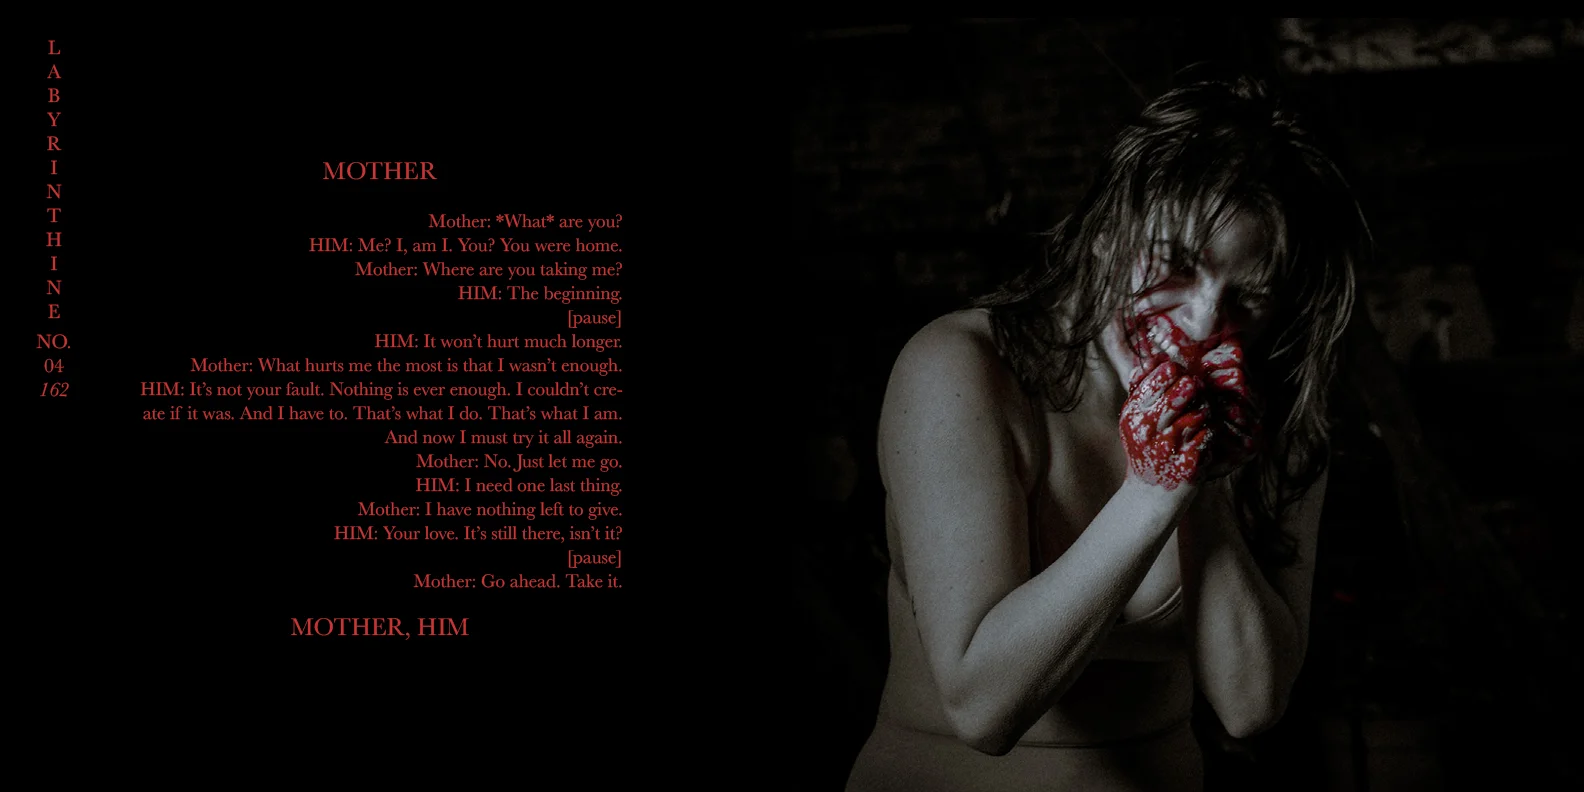 LABYRINTHINE
NO.
04
162
MOTHER
Mother: *What* are you?
HIM: Me? I, am I. You? You were home.
Mother: Where are you taking me?
HIM: The beginning.
[pause]
HIM: It won’t hurt much longer.
Mother: What hurts me the most is that I wasn’t enough.
HIM: It’s not your fault. Nothing is ever enough. I couldn’t cre-
ate if it was. And I have to. That’s what I do. That’s what I am.
And now I must try it all again.
Mother: No. Just let me go.
HIM: I need one last thing.
Mother: I have nothing left to give.
HIM: Your love. It’s still there, isn’t it?
[pause]
Mother: Go ahead. Take it.
MOTHER, HIM